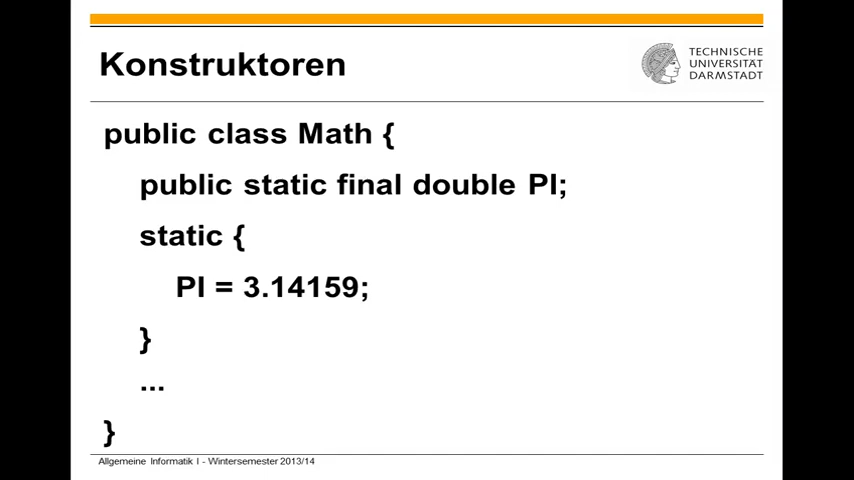 Konstruktoren
TECHNISCHE
UNIVERSITÄT
DARMSTADT
public class Math {
public static final double PI;
static {
PI = 3.14159;
}
...
}
Allgemeine Informatik I - Wintersemester 2013/14